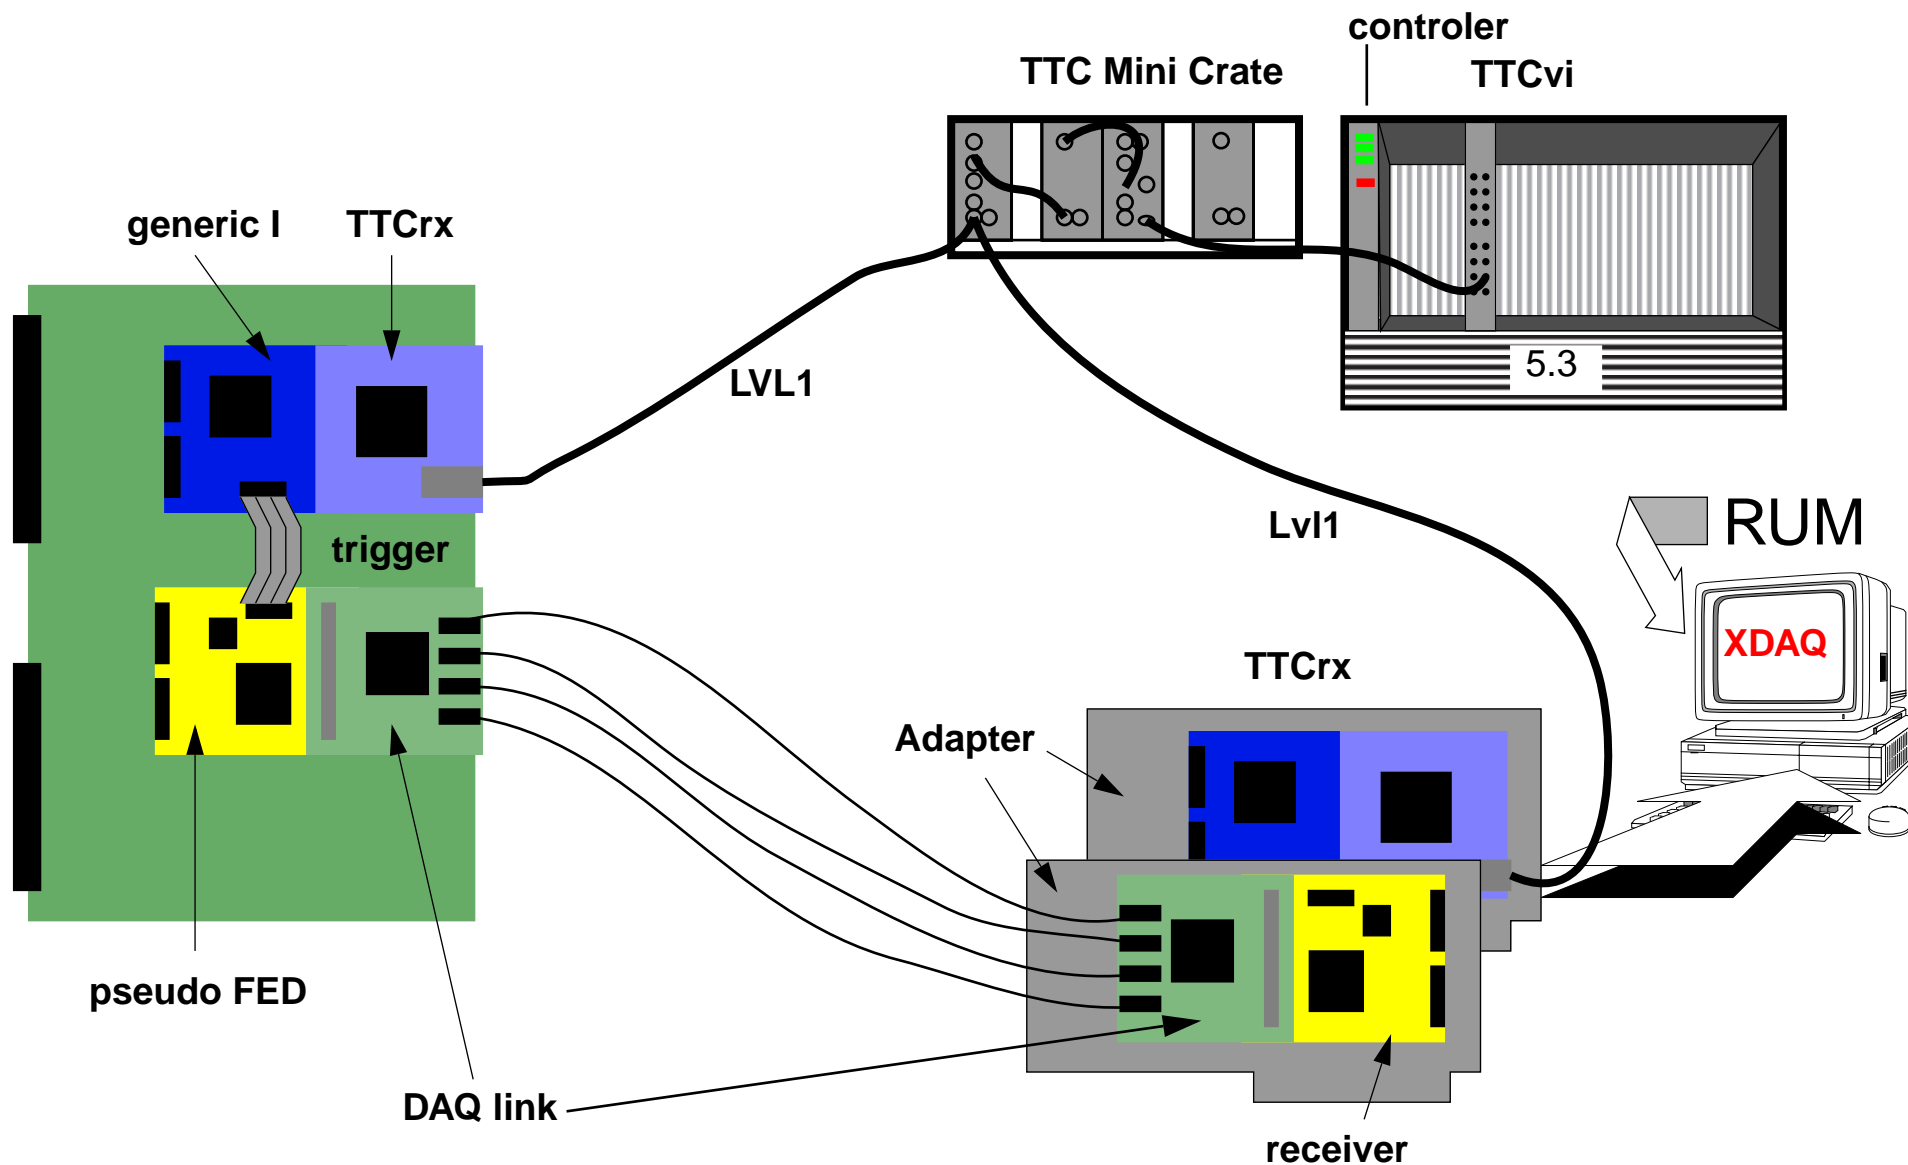 controler
TTC Mini Crate
TTCvi
generic I
TTCrx
5.3
LVL1
RUM
Lvl1
trigger
XDAQ
TTCrx
Adapter
pseudo FED
DAQ link
receiver